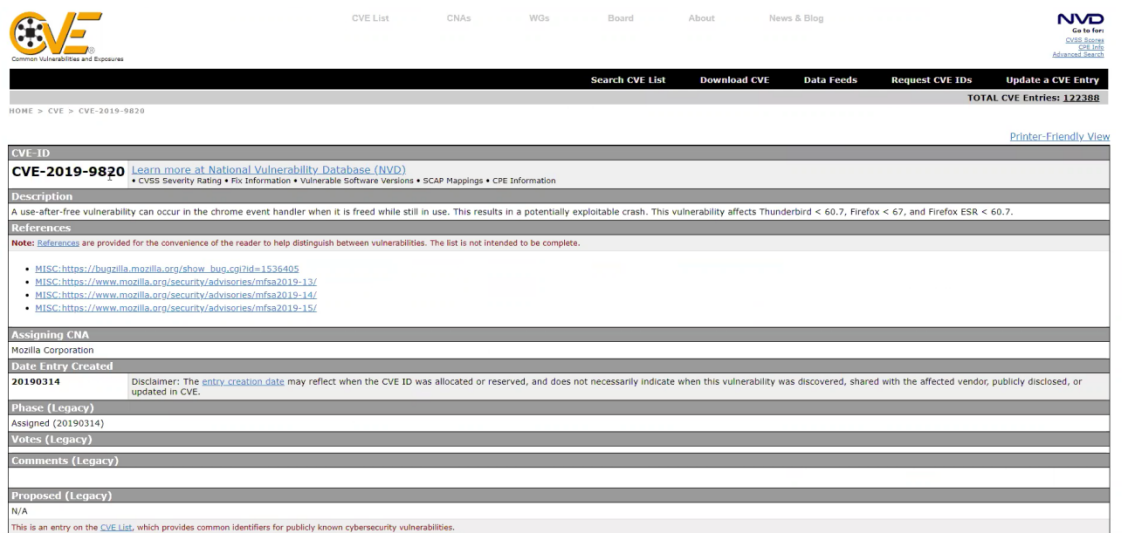 CVE List CNAs WGs Board About News & Blog
CVE ®
Common Vulnerabilities and Exposures
NVD
Go to for:
CVSS Scores
CPE Info
Advanced Search
Search CVE List Download CVE Data Feeds Request CVE IDs Update a CVE Entry
TOTAL CVE Entries: 122388
HOME > CVE > CVE-2019-9820
Printer-Friendly View
CVE-ID
CVE-2019-9820 Learn more at National Vulnerability Database (NVD)
• CVSS Severity Rating • Fix Information • Vulnerable Software Versions • SCAP Mappings • CPE Information
Description
A use-after-free vulnerability can occur in the chrome event handler when it is freed while still in use. This results in a potentially exploitable crash. This vulnerability affects Thunderbird < 60.7, Firefox < 67, and Firefox ESR < 60.7.
References
Note: References are provided for the convenience of the reader to help distinguish between vulnerabilities. The list is not intended to be complete.
• MISC:https://bugzilla.mozilla.org/show_bug.cgi?id=1536405
• MISC:https://www.mozilla.org/security/advisories/mfsa2019-13/
• MISC:https://www.mozilla.org/security/advisories/mfsa2019-14/
• MISC:https://www.mozilla.org/security/advisories/mfsa2019-15/
Assigning CNA
Mozilla Corporation
Date Entry Created
20190314 Disclaimer: The entry creation date may reflect when the CVE ID was allocated or reserved, and does not necessarily indicate when this vulnerability was discovered, shared with the affected vendor, publicly disclosed, or
updated in CVE.
Phase (Legacy)
Assigned (20190314)
Votes (Legacy)
Comments (Legacy)
Proposed (Legacy)
N/A
This is an entry on the CVE List, which provides common identifiers for publicly known cybersecurity vulnerabilities.